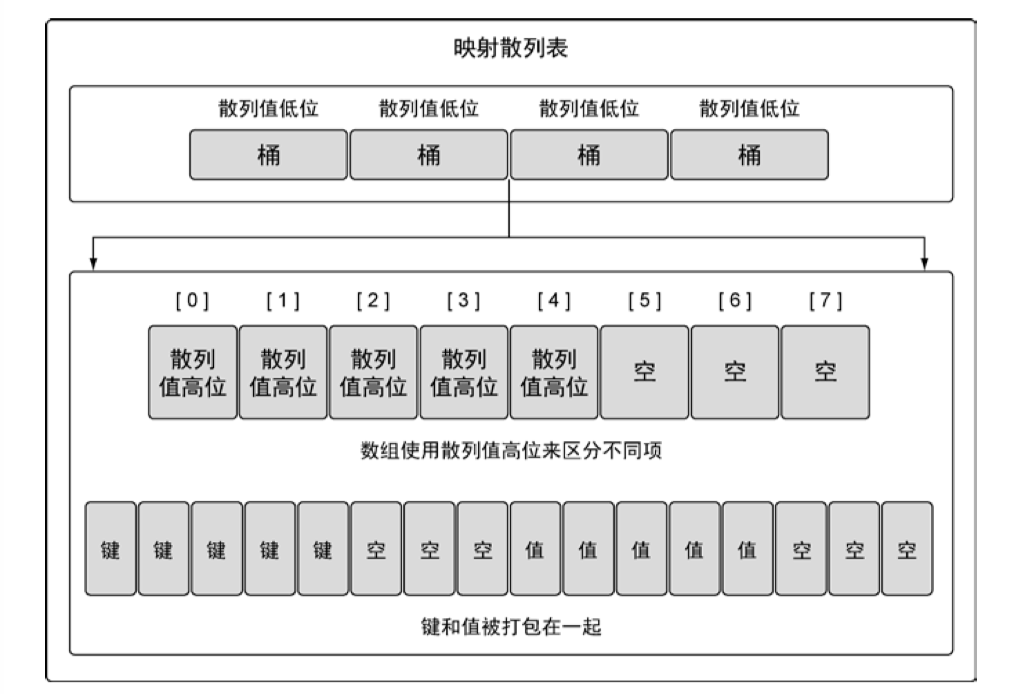 映射散列表
散列值低位 散列值低位 散列值低位 散列值低位
桶 桶 桶 桶
[ 0 ] [ 1 ] [ 2 ] [ 3 ] [ 4 ] [ 5 ] [ 6 ] [ 7 ]
散列 散列 散列 散列 散列
值高位 值高位 值高位 值高位 值高位 空 空 空
数组使用散列值高位来区分不同项
键 键 键 键 键 空 空 空 值 值 值 值 值 空 空 空
键和值被打包在一起